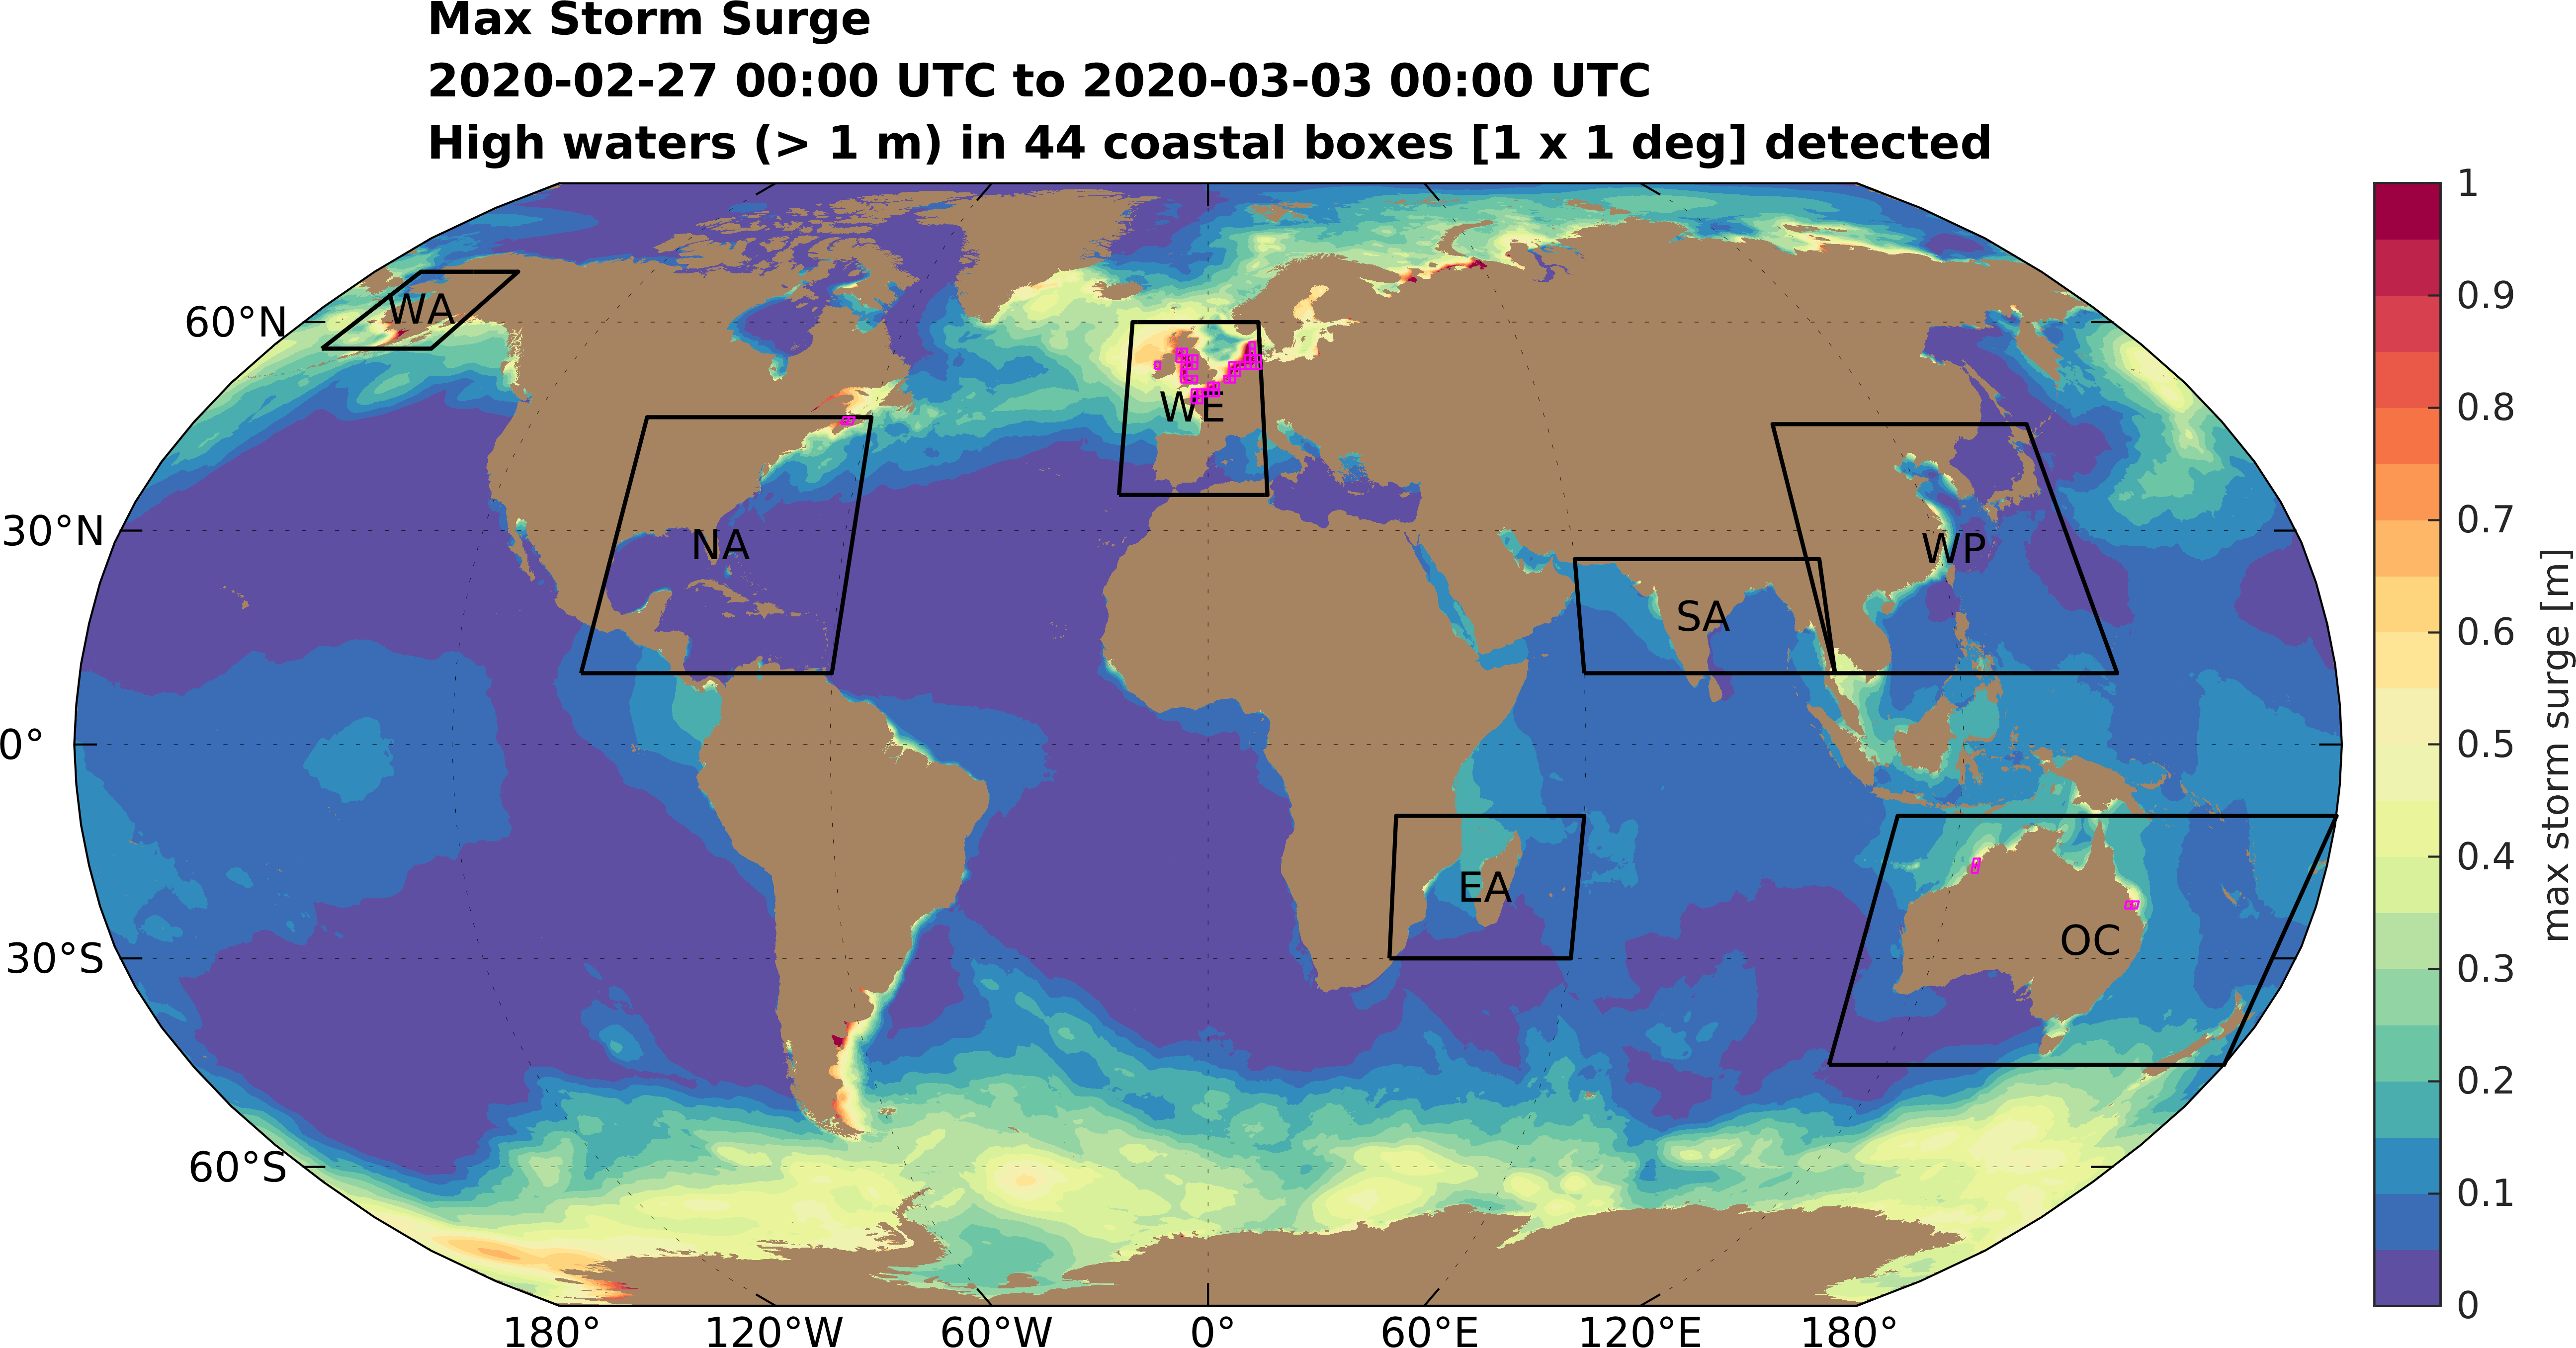 Max Storm Surge
2020-02-27 00:00 UTC to 2020-03-03 00:00 UTC
High waters (> 1 m) in 44 coastal boxes [1 x 1 deg] detected
60°N
30°N
0°
30°S
60°S
180°
120°W
60°W
0°
60°E
120°E
180°
WA
NA
WE
SA
WP
EA
OC
1
0.9
0.8
0.7
0.6
0.5
0.4
0.3
0.2
0.1
0
max storm surge [m]